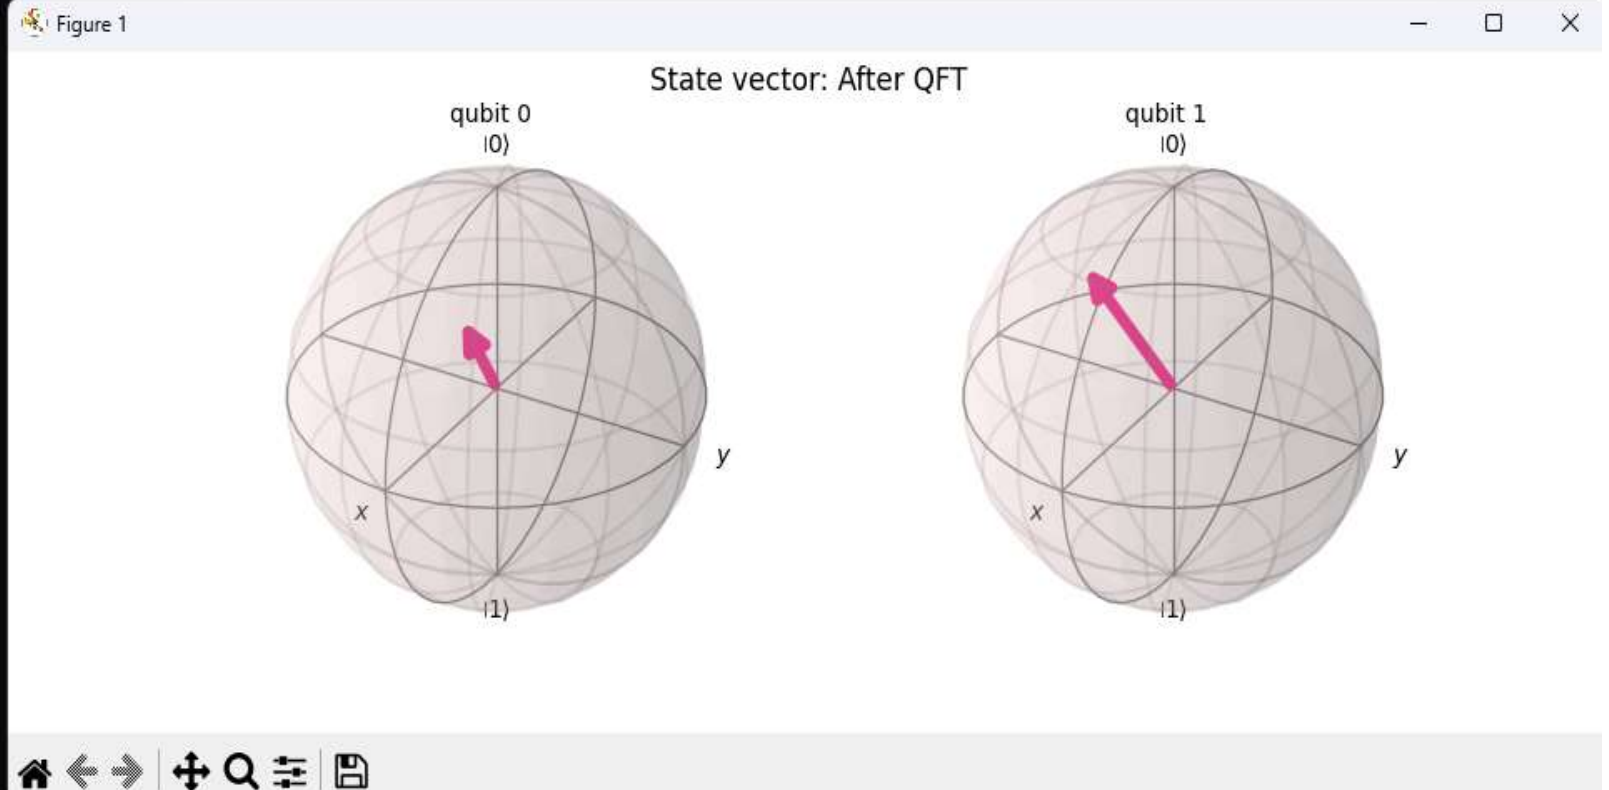 Figure 1
State vector: After QFT
qubit 0
|0⟩
y
x
|1⟩
qubit 1
|0⟩
y
x
|1⟩